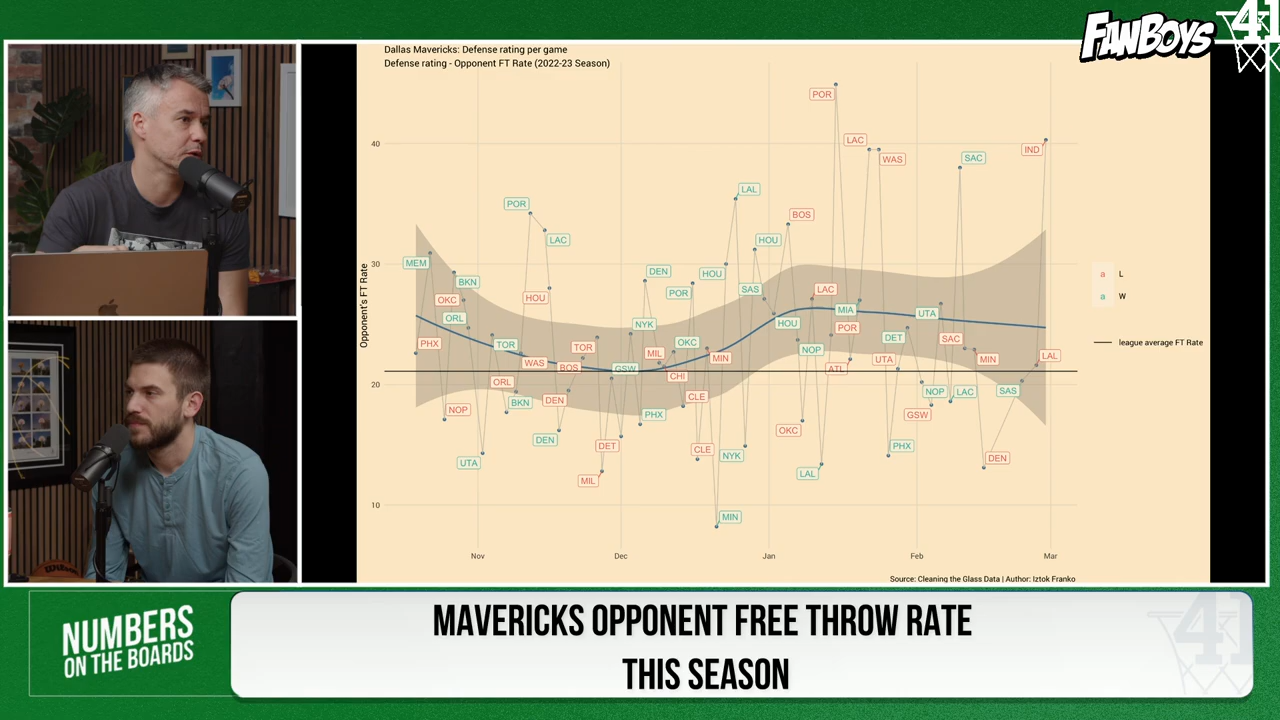 FANBOYS
41
Dallas Mavericks: Defense rating per game
Defense rating - Opponent FT Rate (2022-23 Season)
Opponent's FT Rate
40
30
20
10
POR
LAC
WAS
SAC
IND
LAL
POR
BOS
LAC
HOU
MEM
DEN
HOU
BKN
OKC
HOU
POR
SAS
LAC
ORL
NYK
HOU
MIA
UTA
PHX
TOR
TOR
OKC
POR
DET
SAC
WAS
BOS
GSW
MIL
MIN
NOP
ATL
UTA
MIN
LAL
CHI
ORL
BKN
DEN
CLE
NOP
LAC
SAS
NOP
PHX
GSW
OKC
DEN
DET
CLE
NYK
PHX
UTA
MIL
LAL
DEN
MIN
Nov
Dec
Jan
Feb
Mar
a L
a W
league average FT Rate
Source: Cleaning the Glass Data | Author: Iztok Franko
NUMBERS
ON THE BOARDS
MAVERICKS OPPONENT FREE THROW RATE
THIS SEASON
41